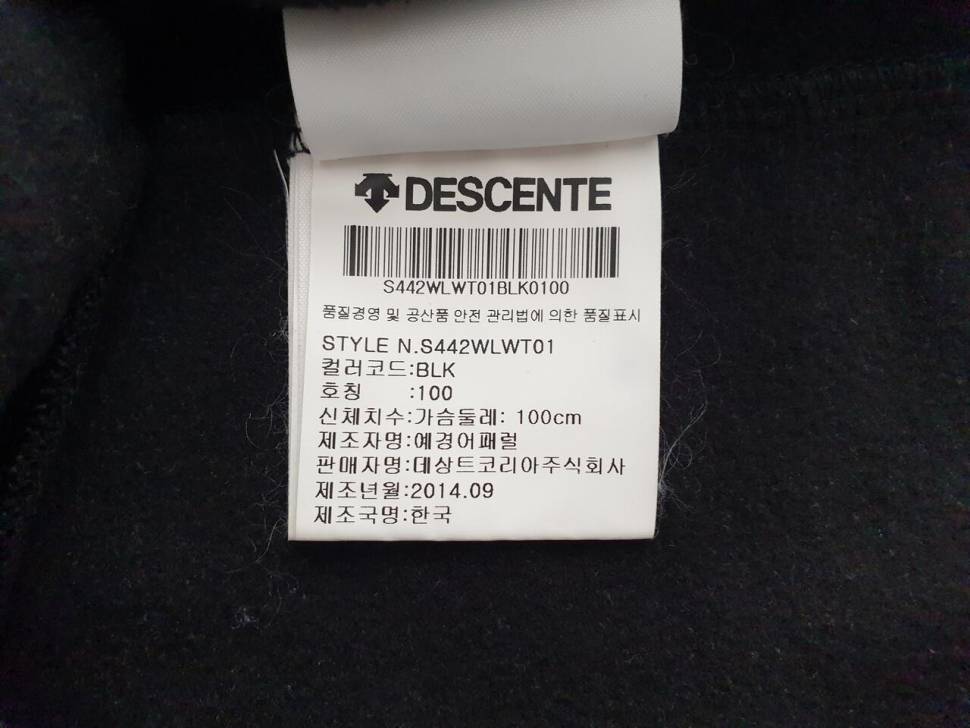 DESCENTE
S442WLWT01BLK0100
품질경영 및 공산품 안전 관리법에 의한 품질표시
STYLE N.S442WLWT01
컬러코드:BLK
호칭 :100
신체치수:가슴둘레: 100cm
제조자명:예경어패럴
판매자명:데상트코리아주식회사
제조년월:2014.09
제조국명:한국